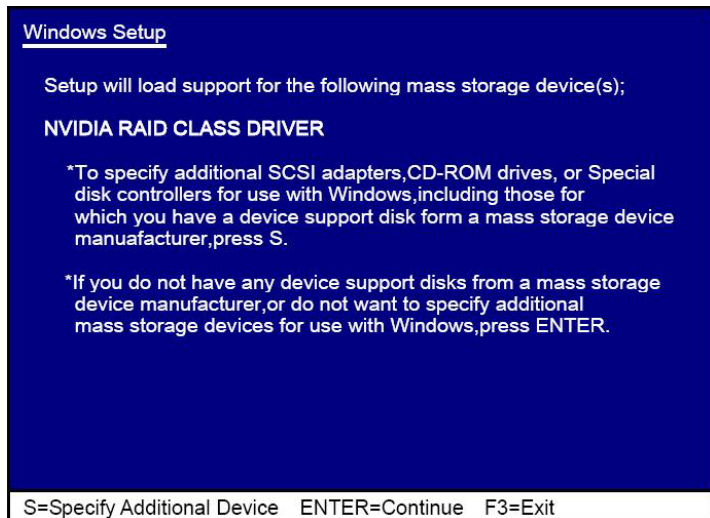 Windows Setup
Setup will load support for the following mass storage device(s);
NVIDIA RAID CLASS DRIVER
*To specify additional SCSI adapters,CD-ROM drives, or Special
disk controllers for use with Windows,including those for
which you have a device support disk form a mass storage device
manuafacturer,press S.
*If you do not have any device support disks from a mass storage
device manufacturer,or do not want to specify additional
mass storage devices for use with Windows,press ENTER.
S=Specify Additional Device ENTER=Continue F3=Exit